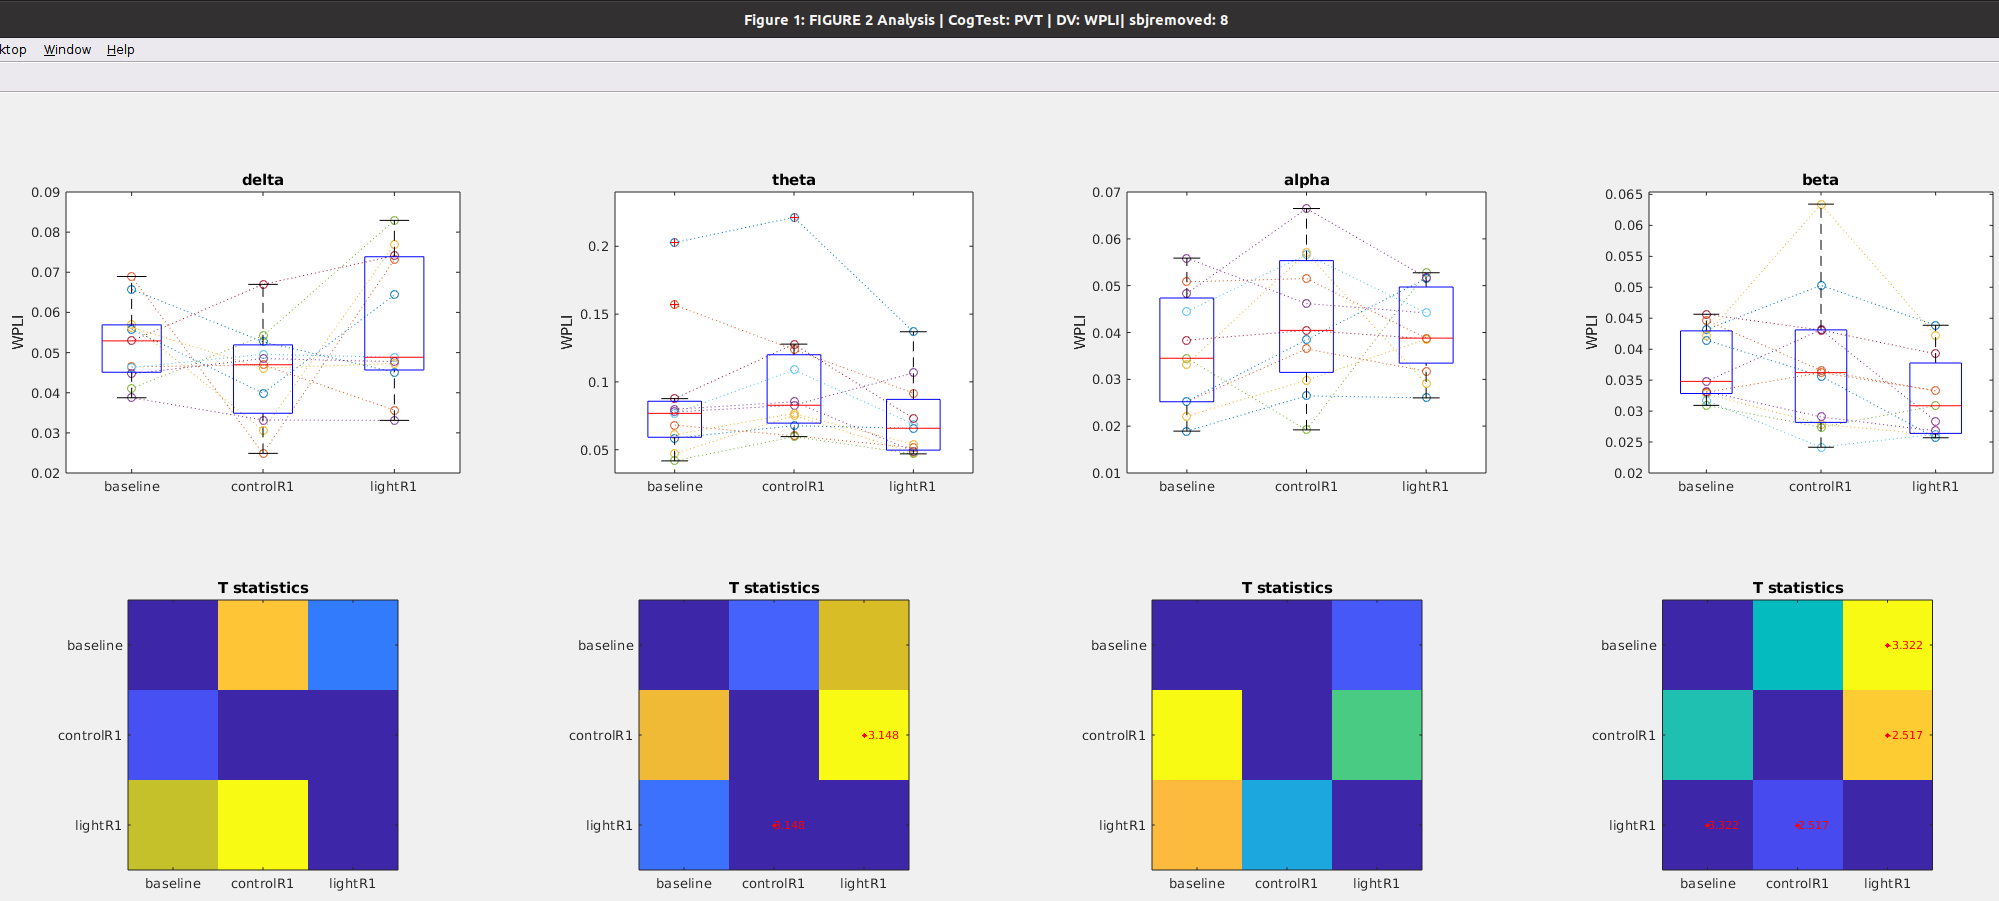 Figure 1: FIGURE 2 Analysis | CogTest: PVT | DV: WPLI| sbjremoved: 8
ktop Window Help
delta
WPLI
0.09
0.08
0.07
0.06
0.05
0.04
0.03
0.02
baseline controlR1 lightR1
theta
WPLI
0.2
0.15
0.1
0.05
baseline controlR1 lightR1
alpha
WPLI
0.07
0.06
0.05
0.04
0.03
0.02
0.01
baseline controlR1 lightR1
beta
WPLI
0.065
0.06
0.055
0.05
0.045
0.04
0.035
0.03
0.025
0.02
baseline controlR1 lightR1
T statistics
baseline
controlR1
lightR1
baseline controlR1 lightR1
T statistics
baseline
controlR1 3.148
lightR1 3.148
baseline controlR1 lightR1
T statistics
baseline
controlR1
lightR1
baseline controlR1 lightR1
T statistics
baseline 3.322
controlR1 2.517
lightR1 3.322 2.517
baseline controlR1 lightR1